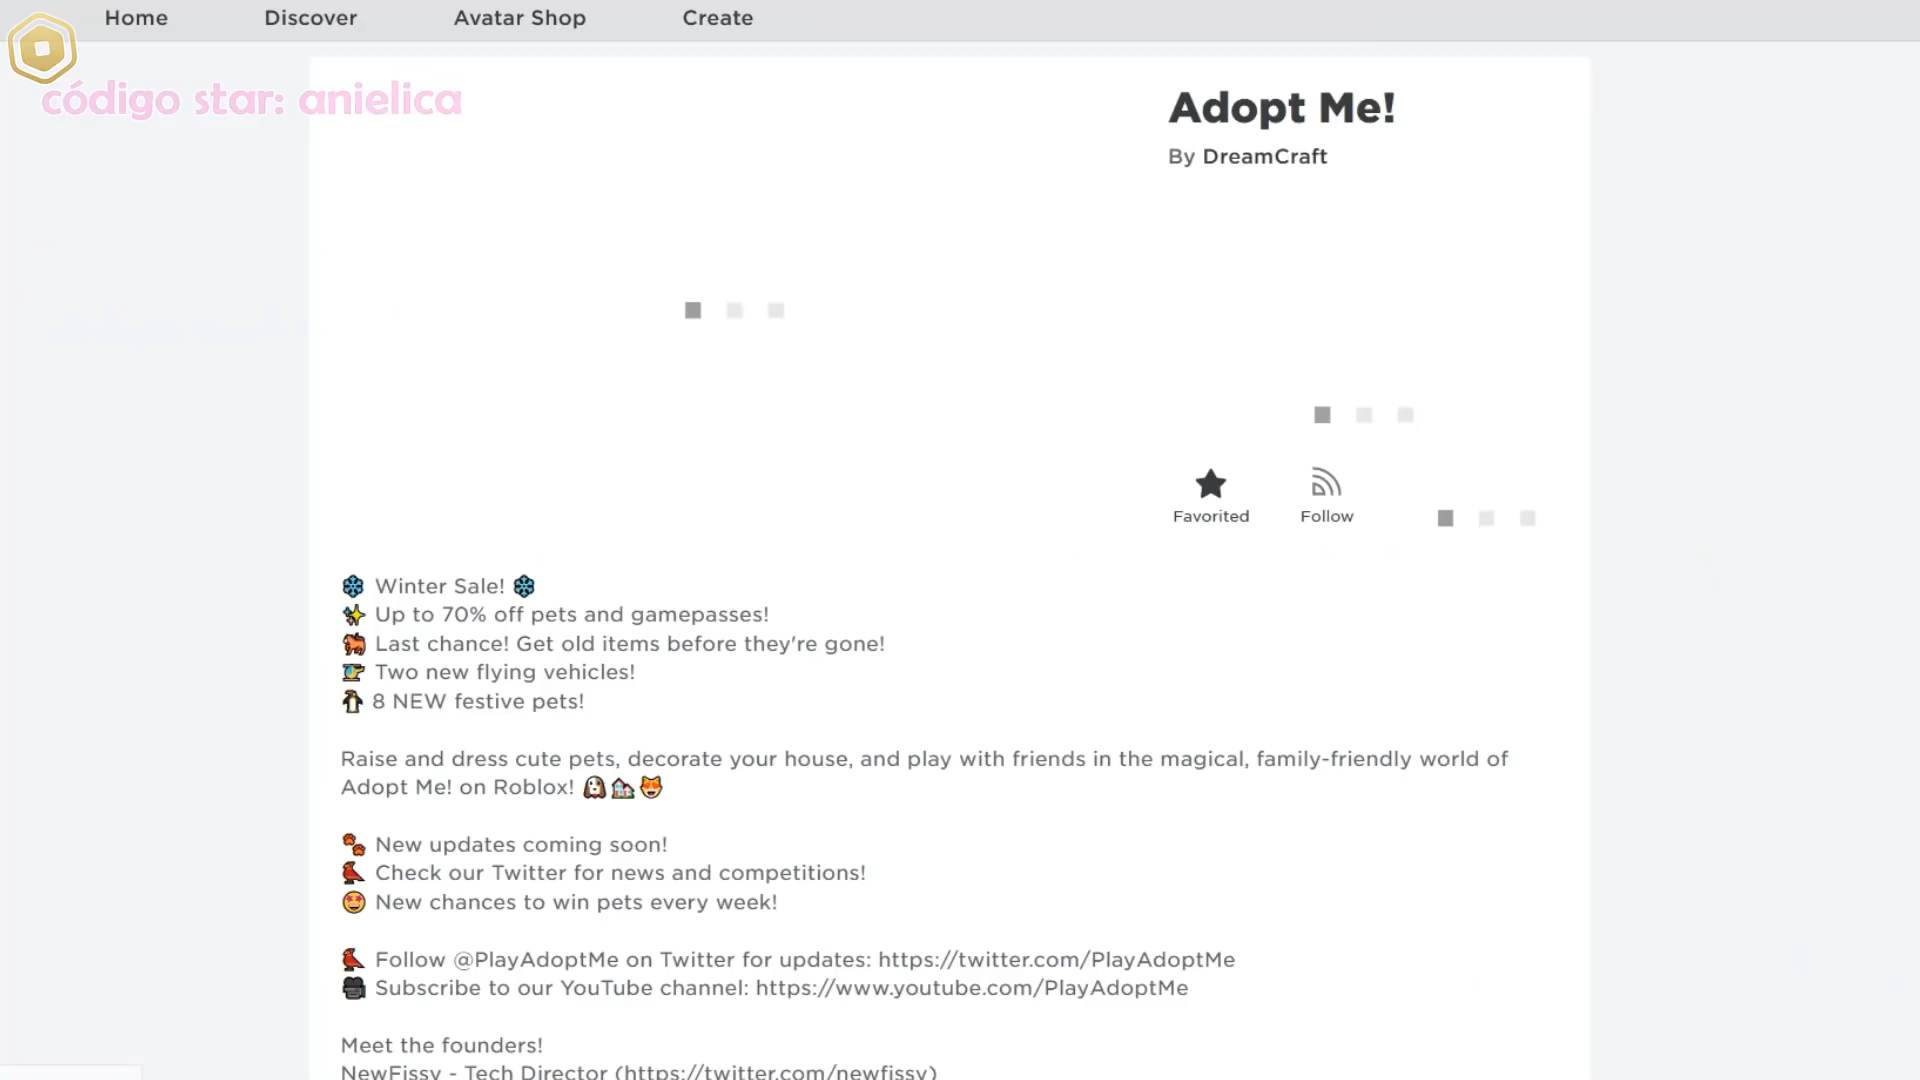 Home Discover Avatar Shop Create
código star: anielica
Adopt Me!
By DreamCraft
Favorited Follow
Winter Sale!
Up to 70% off pets and gamepasses!
Last chance! Get old items before they're gone!
Two new flying vehicles!
8 NEW festive pets!
Raise and dress cute pets, decorate your house, and play with friends in the magical, family-friendly world of
Adopt Me! on Roblox!
New updates coming soon!
Check our Twitter for news and competitions!
New chances to win pets every week!
Follow @PlayAdoptMe on Twitter for updates: https://twitter.com/PlayAdoptMe
Subscribe to our YouTube channel: https://www.youtube.com/PlayAdoptMe
Meet the founders!
NewFissy - Tech Director (https://twitter.com/newfissy)